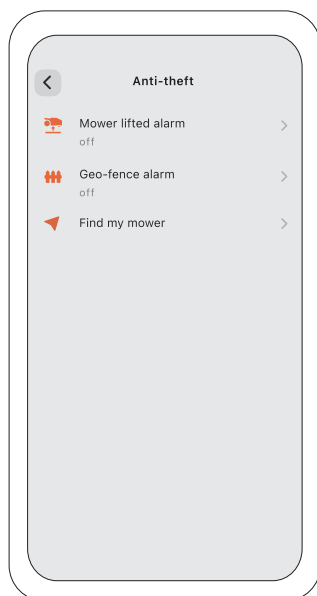 Anti-theft
Mower lifted alarm
off
Geo-fence alarm
off
Find my mower